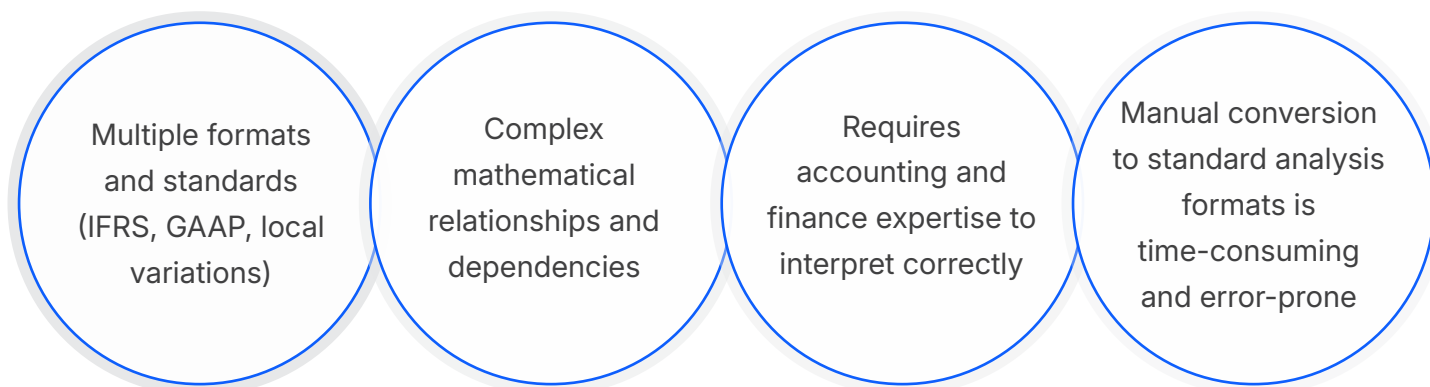 Multiple formats
and standards
(IFRS, GAAP, local
variations)
Complex
mathematical
relationships and
dependencies
Requires
accounting and
finance expertise to
interpret correctly
Manual conversion
to standard analysis
formats is
time-consuming
and error-prone